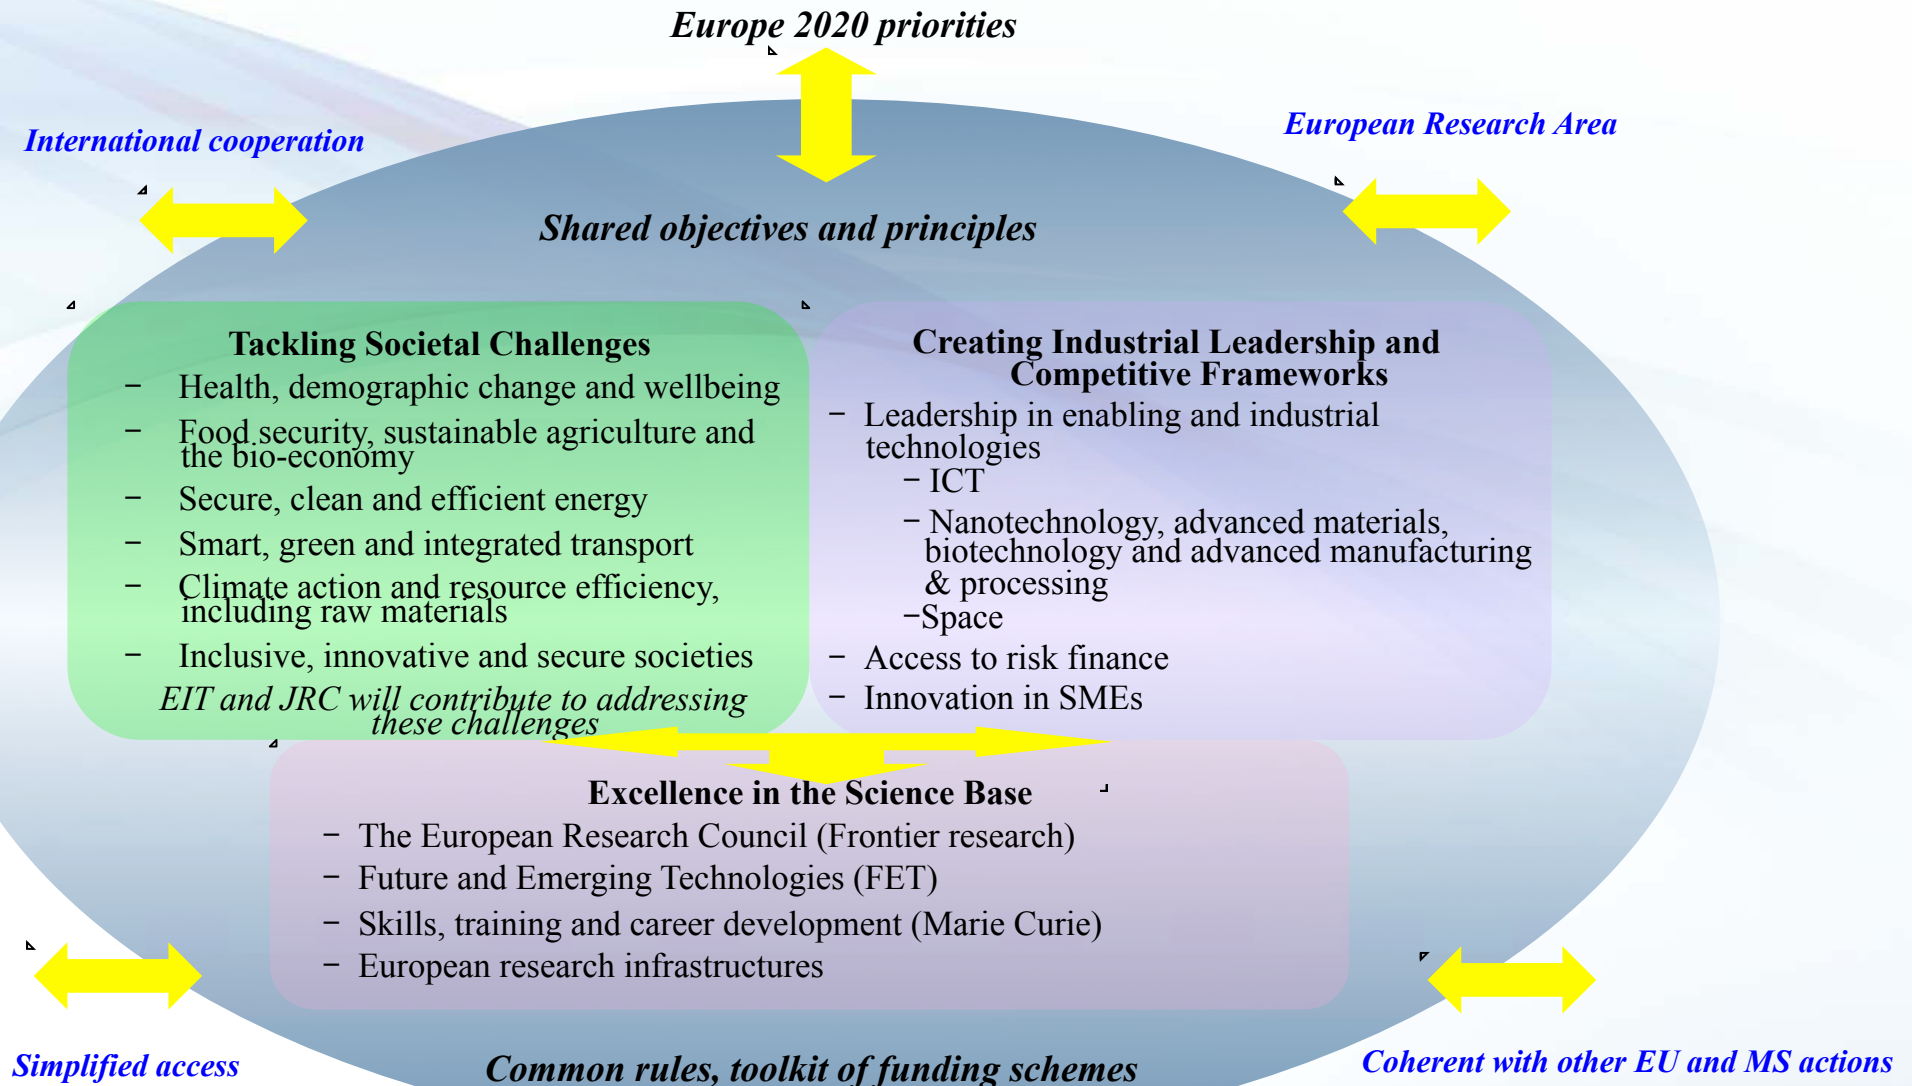 Europe 2020 priorities
International cooperation
European Research Area
Shared objectives and principles
Tackling Societal Challenges
− Health, demographic change and wellbeing
− Food security, sustainable agriculture and
the bio-economy
− Secure, clean and efficient energy
− Smart, green and integrated transport
− Climate action and resource efficiency,
including raw materials
− Inclusive, innovative and secure societies
EIT and JRC will contribute to addressing
these challenges
Creating Industrial Leadership and
Competitive Frameworks
− Leadership in enabling and industrial
technologies
− ICT
− Nanotechnology, advanced materials,
biotechnology and advanced manufacturing
& processing
−Space
− Access to risk finance
− Innovation in SMEs
Excellence in the Science Base
− The European Research Council (Frontier research)
− Future and Emerging Technologies (FET)
− Skills, training and career development (Marie Curie)
− European research infrastructures
Simplified access
Common rules, toolkit of funding schemes
Coherent with other EU and MS actions